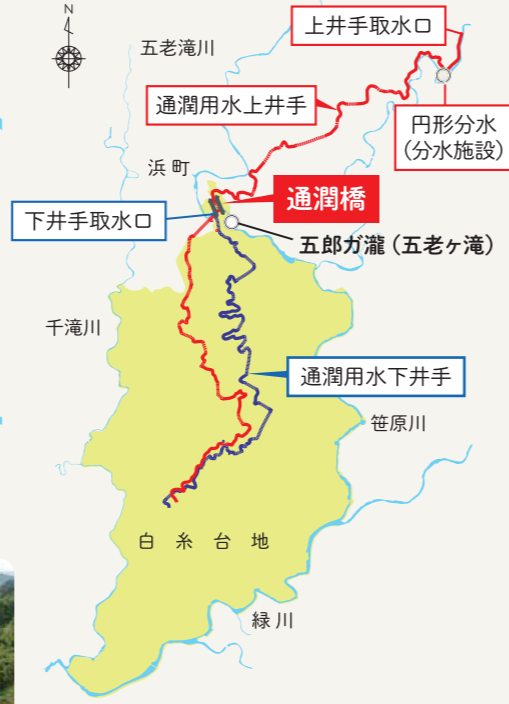 N
五老滝川
上井手取水口
通潤用水上井手
円形分水
(分水施設)
浜町
通潤橋
下井手取水口
五郎ガ瀧(五老ヶ滝)
千滝川
通潤用水下井手
笹原川
白糸台地
緑川